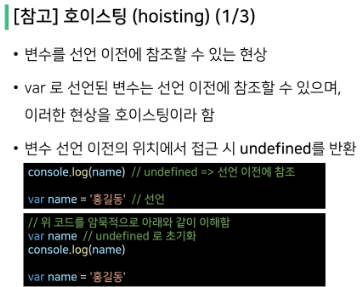 [참고] 호이스팅 (hoisting) (1/3)
• 변수를 선언 이전에 참조할 수 있는 현상
• var 로 선언된 변수는 선언 이전에 참조할 수 있으며,
이러한 현상을 호이스팅이라 함
• 변수 선언 이전의 위치에서 접근 시 undefined를 반환
console.log(name) // undefined => 선언 이전에 참조
var name = '홍길동' // 선언
// 위 코드를 암묵적으로 아래와 같이 이해함
var name // undefined 로 초기화
console.log(name)
var name = '홍길동'